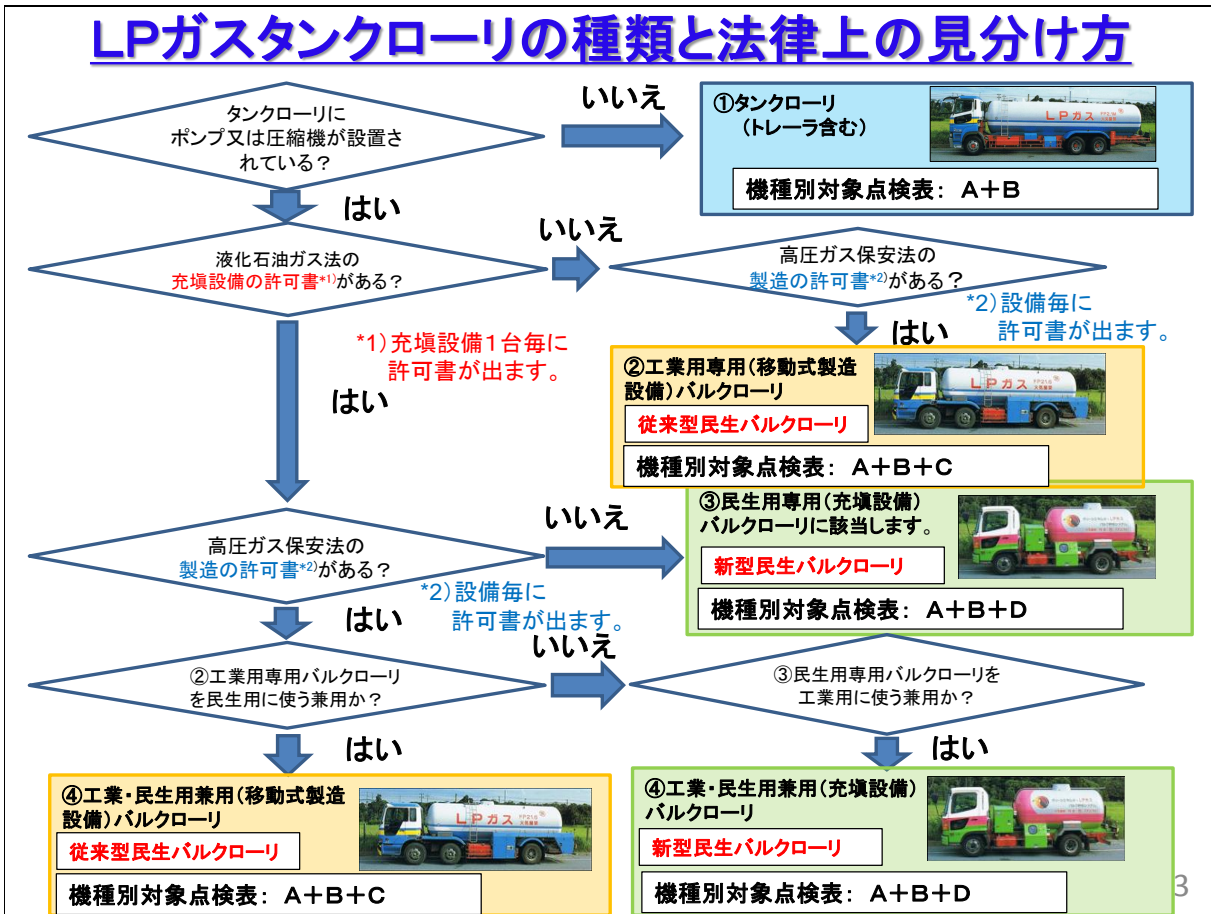 LPガスタンクローリの種類と法律上の見分け方
タンクローリに
ポンプ又は圧縮機が設置さ
れている？
いいえ
①タンクローリ
（トレーラ含む）
LPガス
機種別対象点検表： A＋B
はい
液化石油ガス法の
充塡設備の許可書*1)がある？
いいえ
高圧ガス保安法の
製造の許可書*2)がある？
*2)設備毎に
許可書が出ます。
はい
*1)充塡設備1台毎に
許可書が出ます。
はい
②工業用専用（移動式製造
設備）バルクローリ
LPガス
従来型民生バルクローリ
機種別対象点検表： A＋B＋C
高圧ガス保安法の
製造の許可書*2)がある？
いいえ
③民生用専用（充塡設備）
バルクローリに該当します。
新型民生バルクローリ
機種別対象点検表： A＋B＋D
*2)設備毎に
許可書が出ます。
はい
②工業用専用バルクローリ
を民生用に使う兼用か？
いいえ
③民生用専用バルクローリを
工業用に使う兼用か？
はい
はい
④工業・民生用兼用（移動式製造
設備）バルクローリ
LPガス
従来型民生バルクローリ
機種別対象点検表： A＋B＋C
④工業・民生用兼用（充塡設備）
バルクローリ
新型民生バルクローリ
機種別対象点検表： A＋B＋D
3